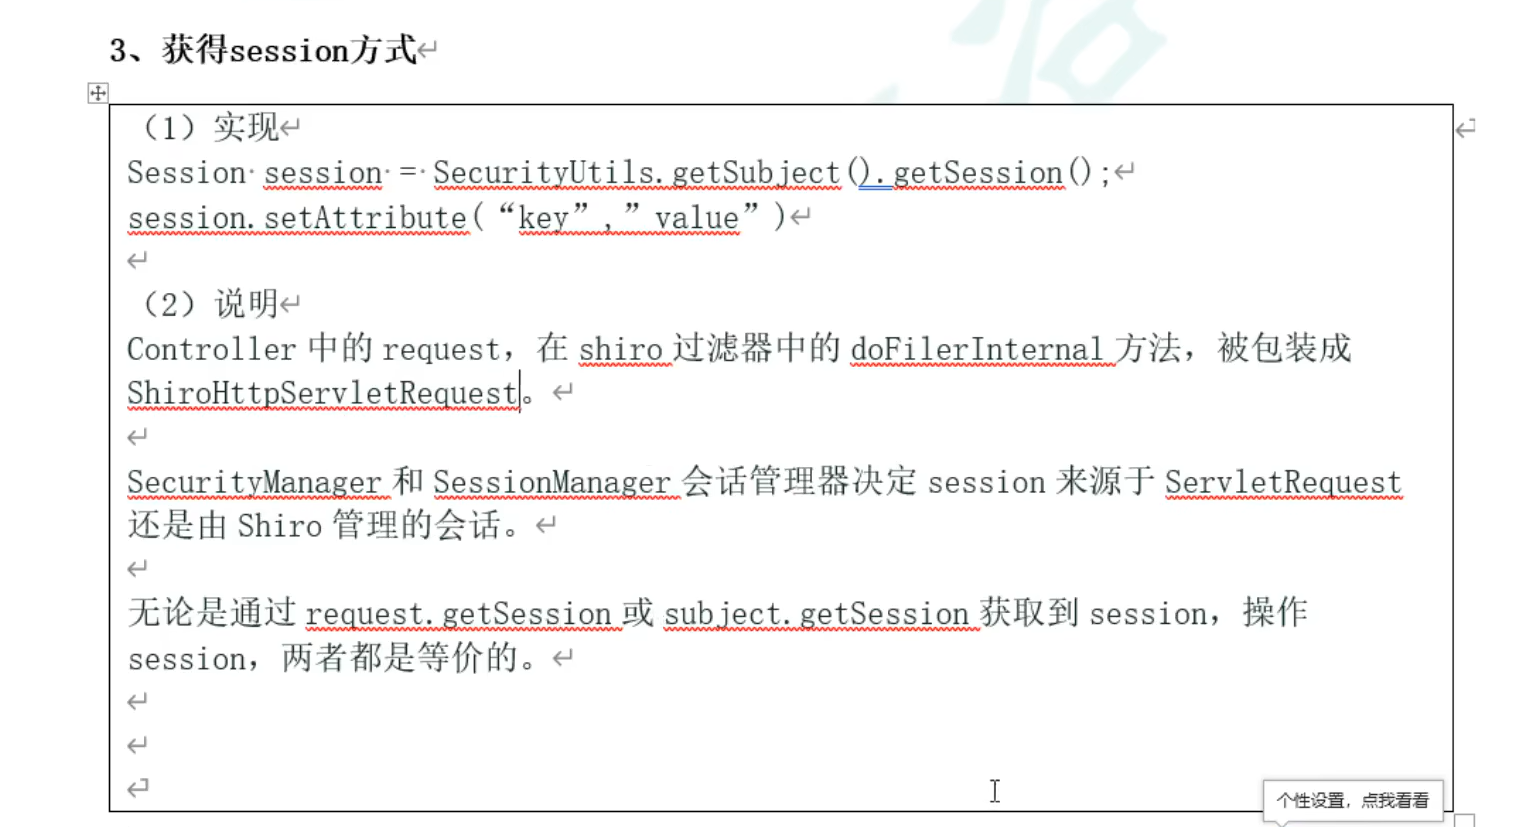 3、获得session方式
（1）实现
Session session = SecurityUtils.getSubject().getSession();
session.setAttribute(“key”,”value”)
（2）说明
Controller 中的 request，在 shiro 过滤器中的 doFilerInternal 方法，被包装成
ShiroHttpServletRequest。
SecurityManager 和 SessionManager 会话管理器决定 session 来源于 ServletRequest
还是由 Shiro 管理的会话。
无论是通过 request.getSession 或 subject.getSession 获取到 session，操作
session，两者都是等价的。
个性设置，点我看看